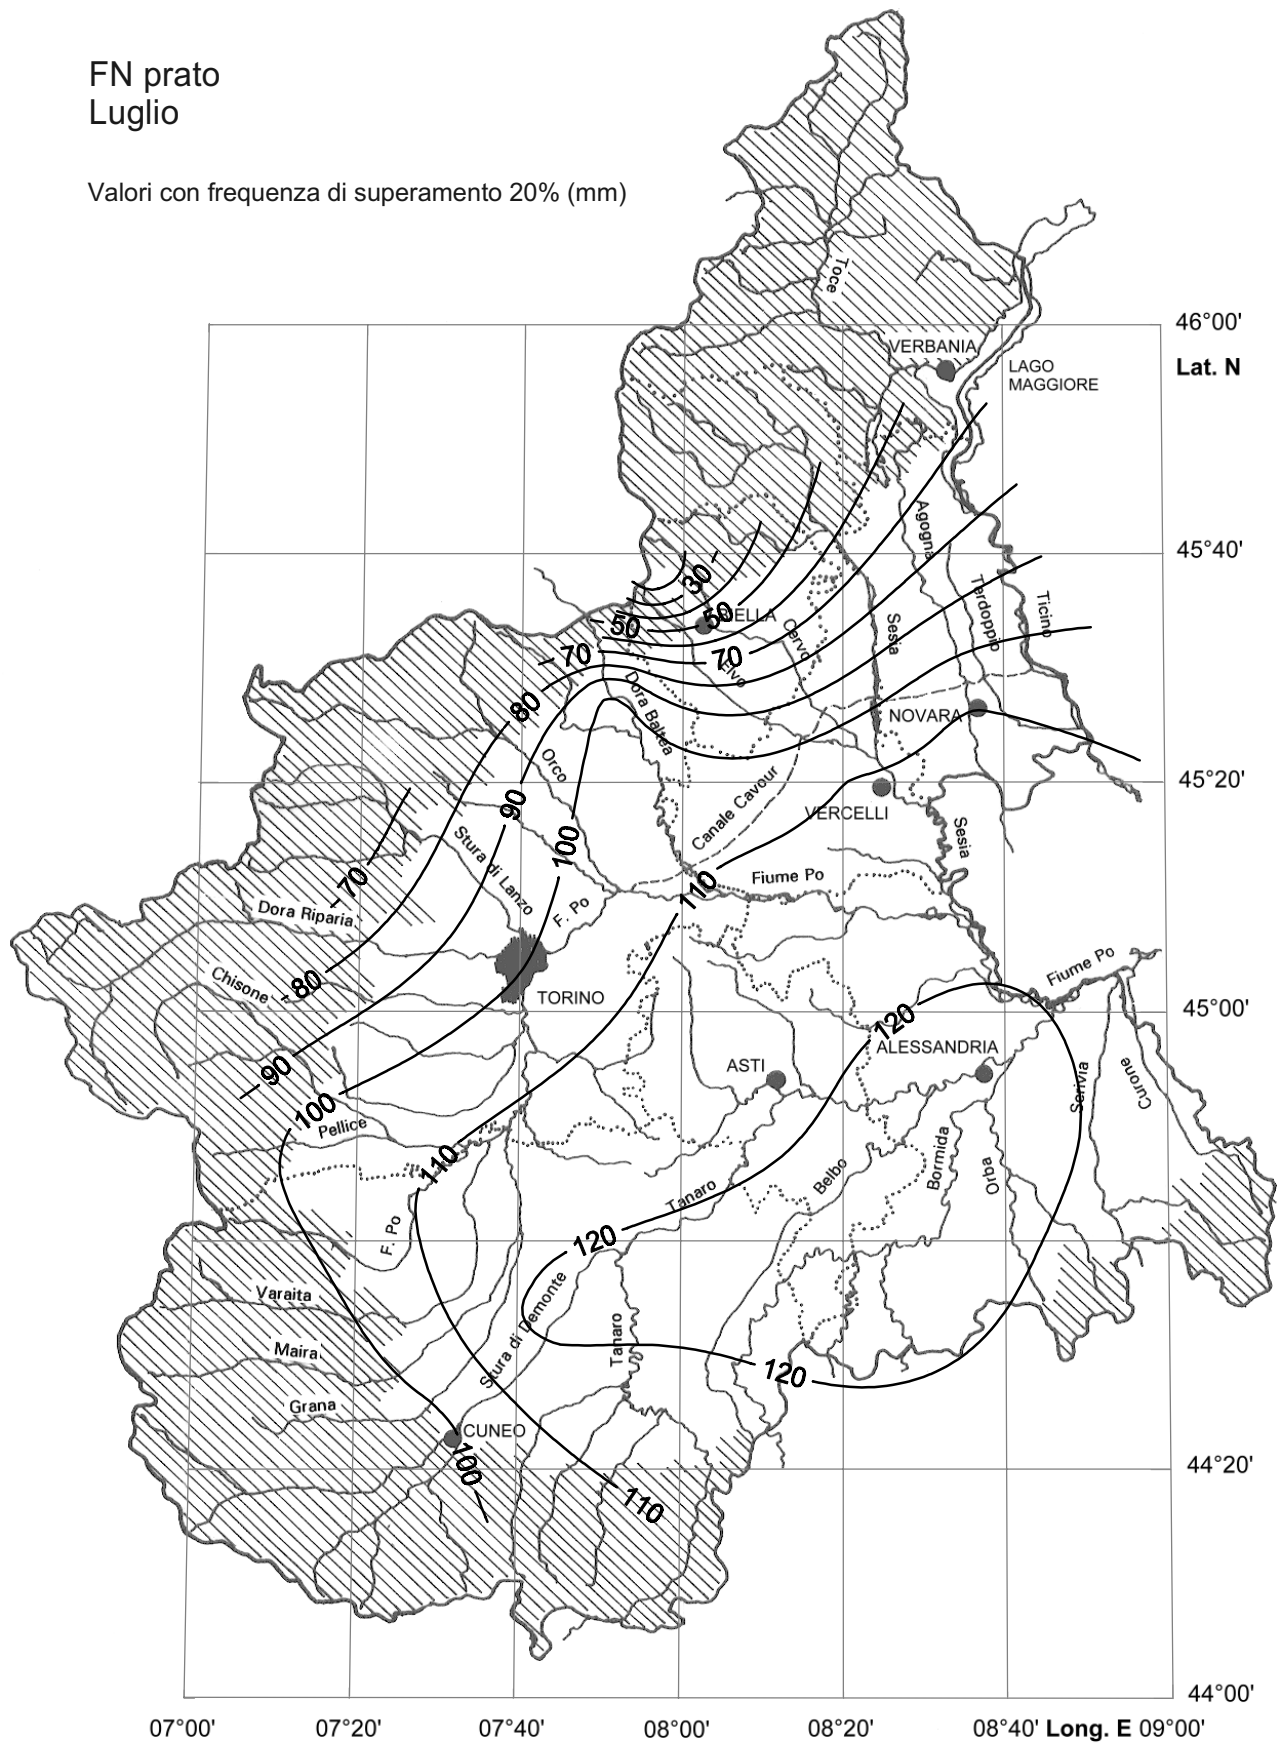 FN prato
Luglio
Valori con frequenza di superamento 20% (mm)
Toce
46°00'
VERBANIA
Lat. N
LAGO
MAGGIORE
Agogna
45°40'
30
Terdoppio
Ticino
50
50
BIELLA
Cervo
Sesia
70
70
Elvo
80
Dora Baltea
NOVARA
Orco
45°20'
90
Canale Cavour
VERCELLI
100
Stura di Lanzo
Sesia
70
110
Fiume Po
Dora Riparia
F. Po
Chisone
80
Fiume Po
TORINO
45°00'
120
ALESSANDRIA
90
ASTI
Scrivia
Curone
100
Pellice
110
Belbo
Bormida
Orba
Tanaro
F. Po
120
Varaita
Stura di Demonte
Tanaro
Maira
120
Grana
CUNEO
100
44°20'
110
44°00'
07°00' 07°20' 07°40' 08°00' 08°20' 08°40' Long. E 09°00'